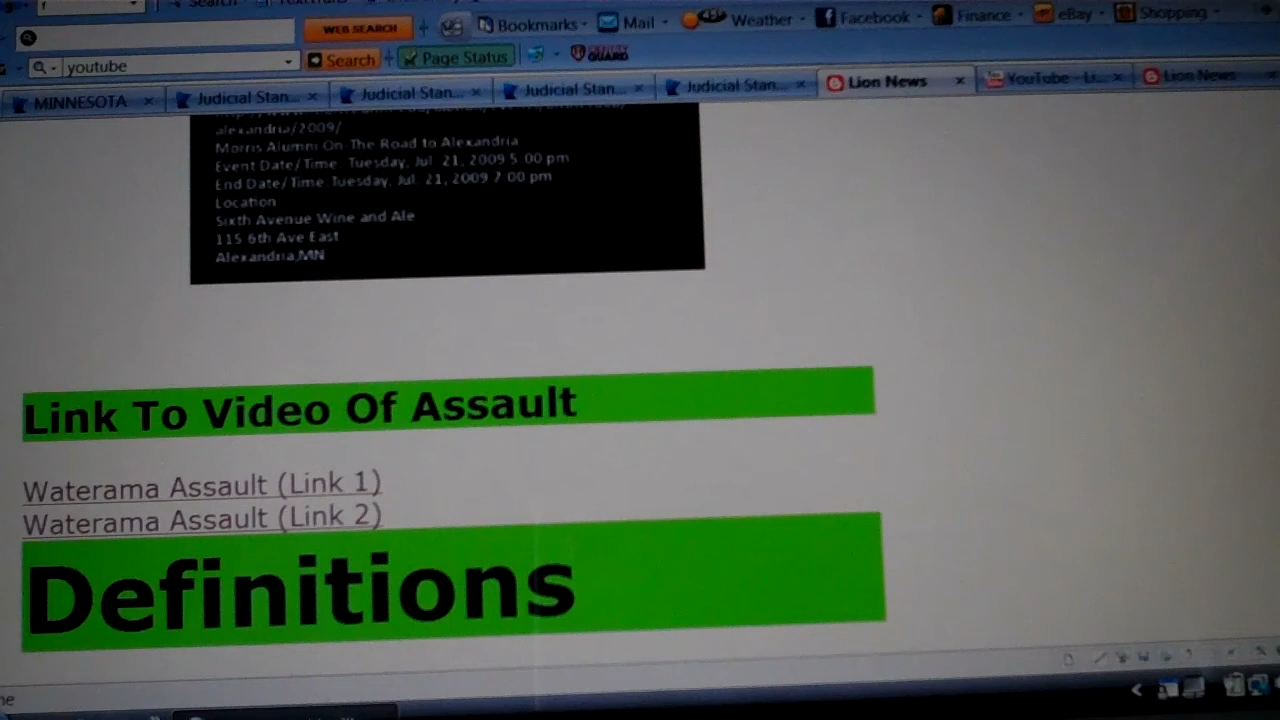 WEB SEARCH Bookmarks Mail Weather Facebook Finance eBay Shopping
youtube Search Page Status GUARD
MINNESOTA Judicial Stan... Judicial Stan... Judicial Stan... Judicial Stan... Lion News YouTube - Li... Lion News
alexandria/2009/
Morris Alumni On The Road to Alexandria
Event Date/Time: Tuesday, Jul. 21, 2009 5:00 pm
End Date/Time:Tuesday, Jul. 21, 2009 7:00 pm
Location
Sixth Avenue Wine and Ale
115 6th Ave East
Alexandria,MN
Link To Video Of Assault
Waterama Assault (Link 1)
Waterama Assault (Link 2)
Definitions